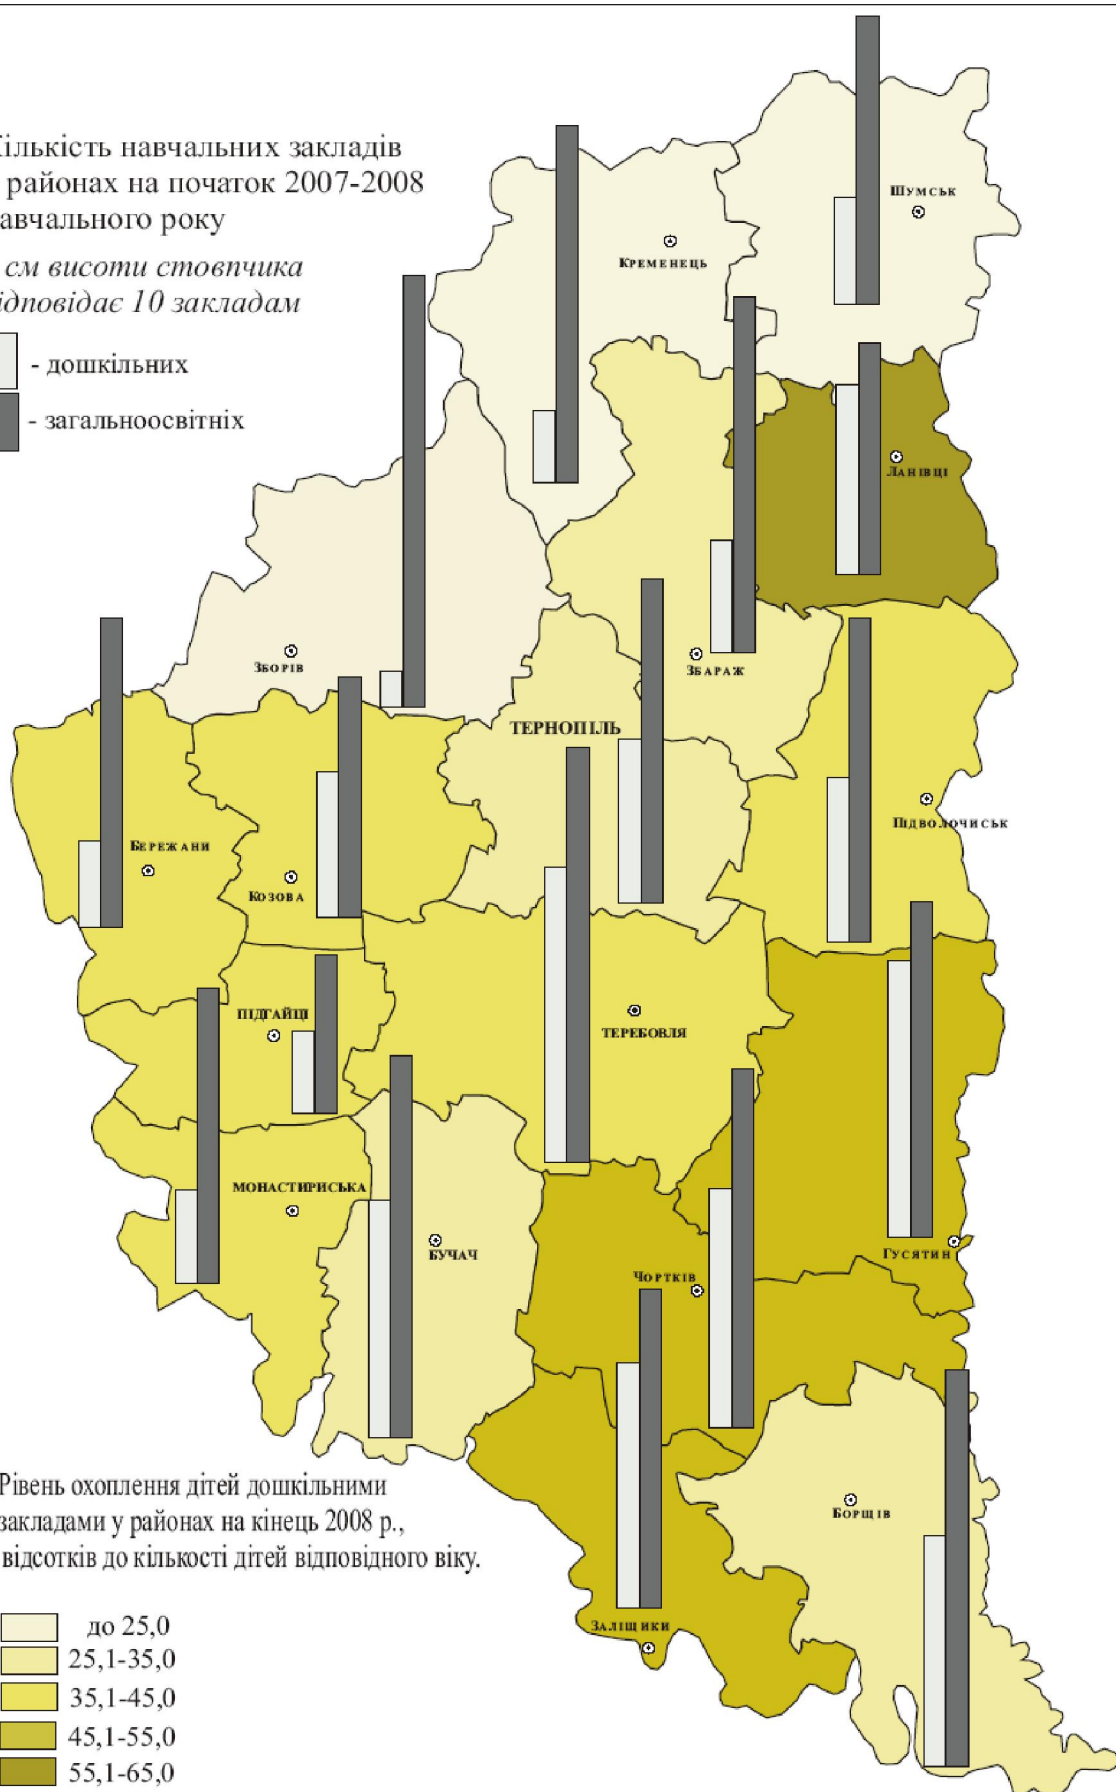 ількість навчальних закладів
районах на початок 2007-2008
авчального року
см висоти стовпчика
ідповідає 10 закладам
- дошкільних
- загальноосвітніх
ШУМСЬК
КРЕМЕНЕЦЬ
ЛАНІВЦІ
ЗБОРІВ
ЗБАРАЖ
ТЕРНОПІЛЬ
ПІДВОЛОЧИСЬК
БЕРЕЖАНИ
КОЗОВА
ПІДГАЙЦІ
ТЕРЕБОВЛЯ
МОНАСТИРИСЬКА
БУЧАЧ
ГУСЯТИН
ЧОРТКІВ
БОРЩІВ
ЗАЛІЩИКИ
Рівень охоплення дітей дошкільними
закладами у районах на кінець 2008 р.,
відсотків до кількості дітей відповідного віку.
до 25,0
25,1-35,0
35,1-45,0
45,1-55,0
55,1-65,0